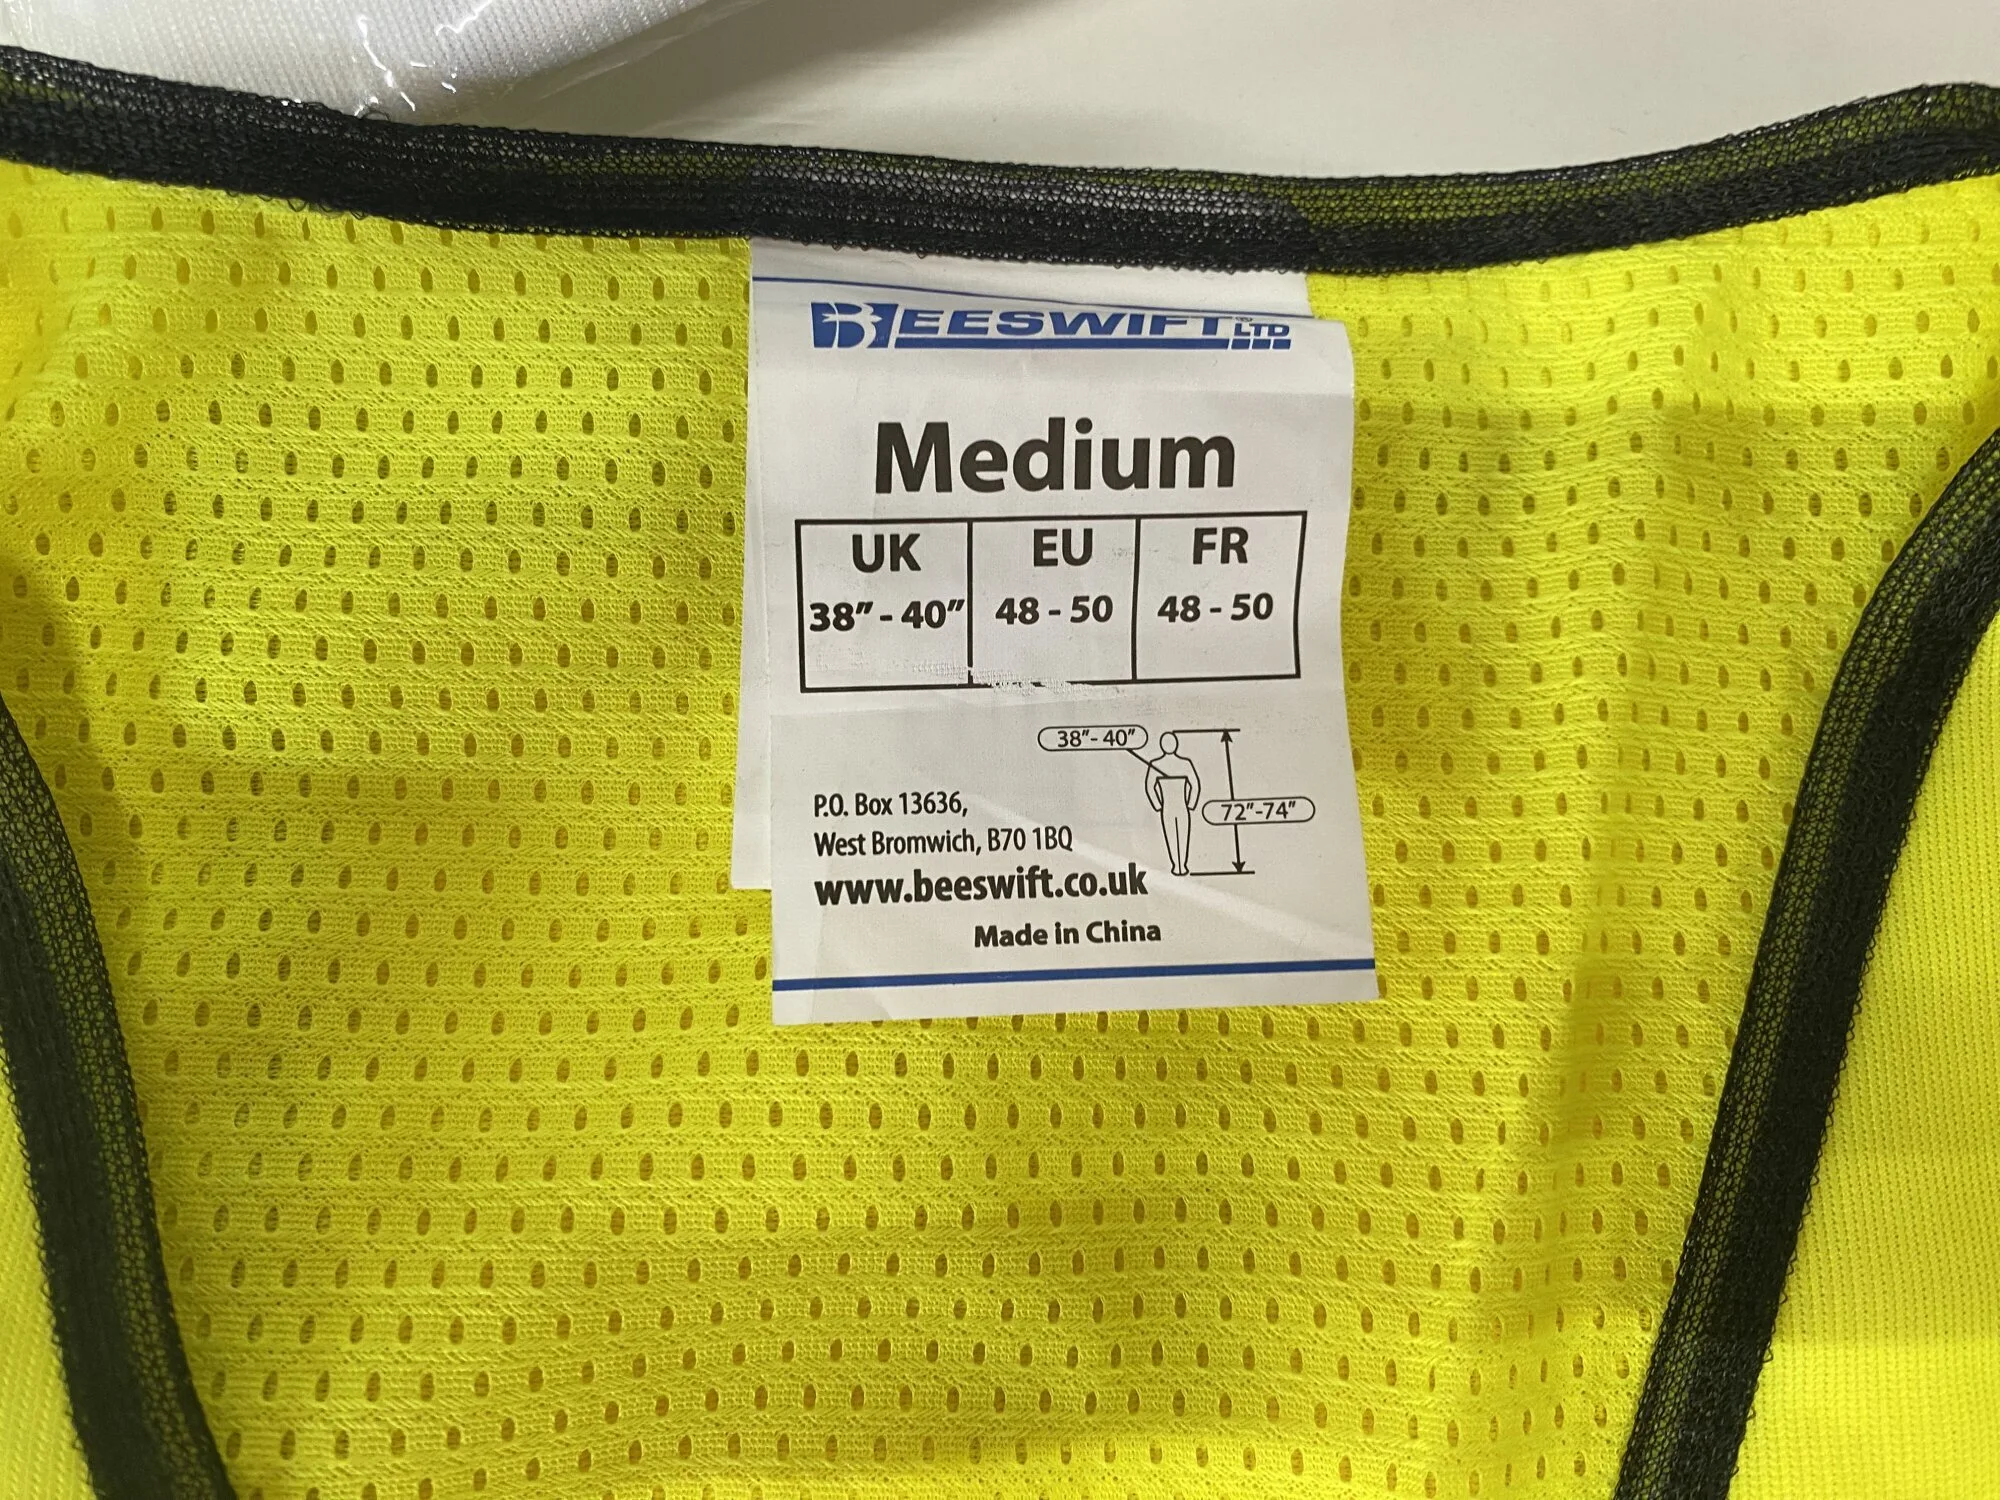 BEESWIFT® LTD
Medium
UK EU FR
38" - 40" 48 - 50 48 - 50
38"- 40"
72"-74"
P.O. Box 13636,
West Bromwich, B70 1BQ
www.beeswift.co.uk
Made in China